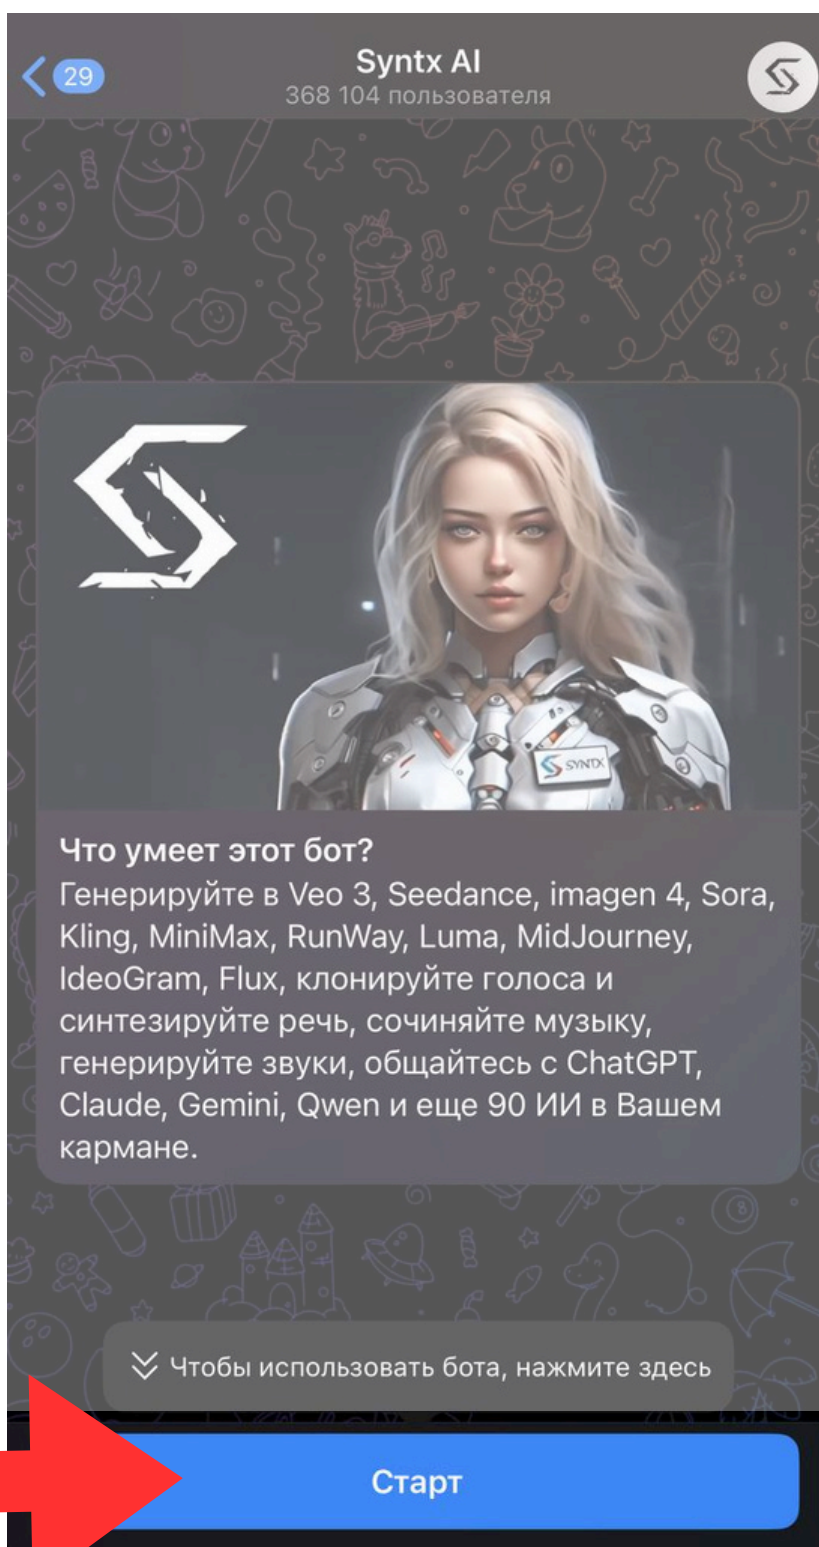 29
Syntx AI
368 104 пользователя
SYNTX
Что умеет этот бот?
Генерируйте в Veo 3, Seedance, imagen 4, Sora,
Kling, MiniMax, RunWay, Luma, MidJourney,
IdeoGram, Flux, клонируйте голоса и
синтезируйте речь, сочиняйте музыку,
генерируйте звуки, общайтесь с ChatGPT,
Claude, Gemini, Qwen и еще 90 ИИ в Вашем
кармане.
Чтобы использовать бота, нажмите здесь
Старт